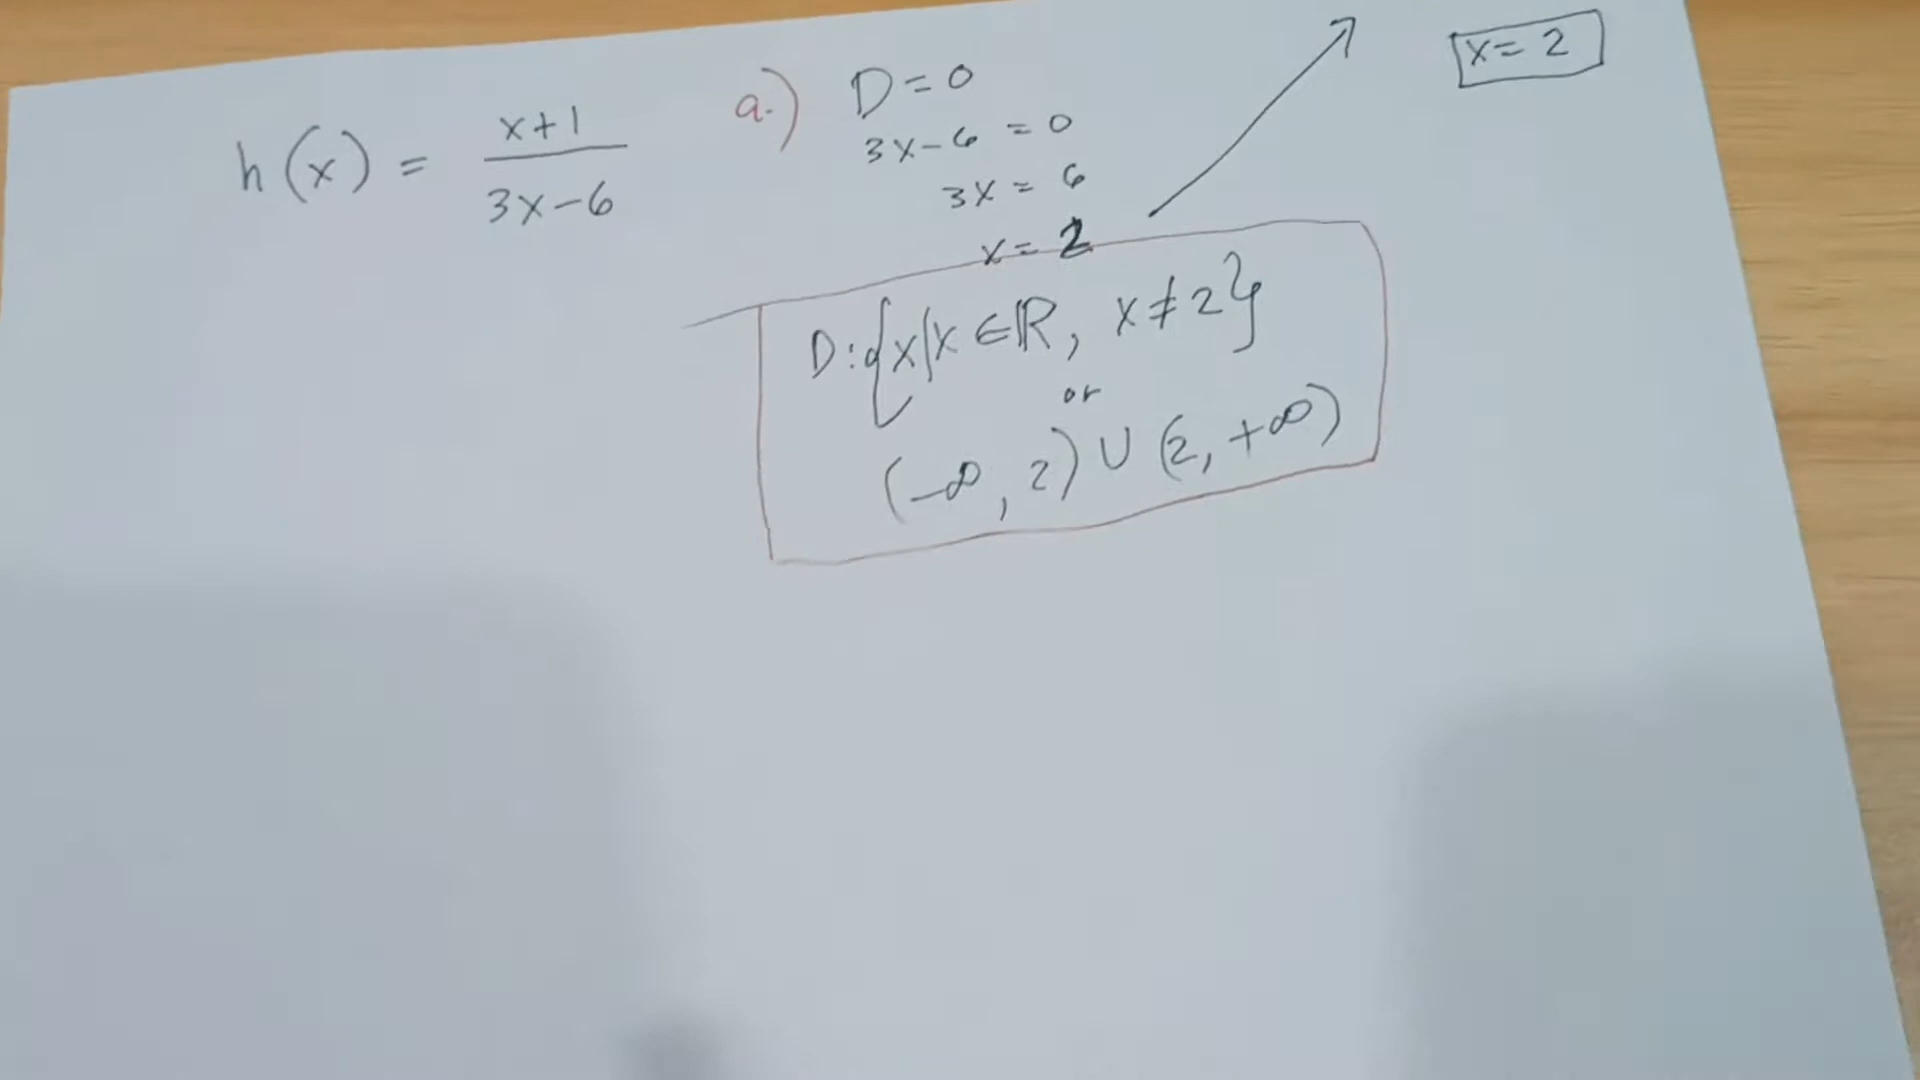 h(x) = x+1 / 3x-6
a.) D=0
3x-6 = 0
3x = 6
x = 2
x = 2
D:{x|x∈ℝ, x≠2}
or
(-∞, 2) ∪ (2, +∞)